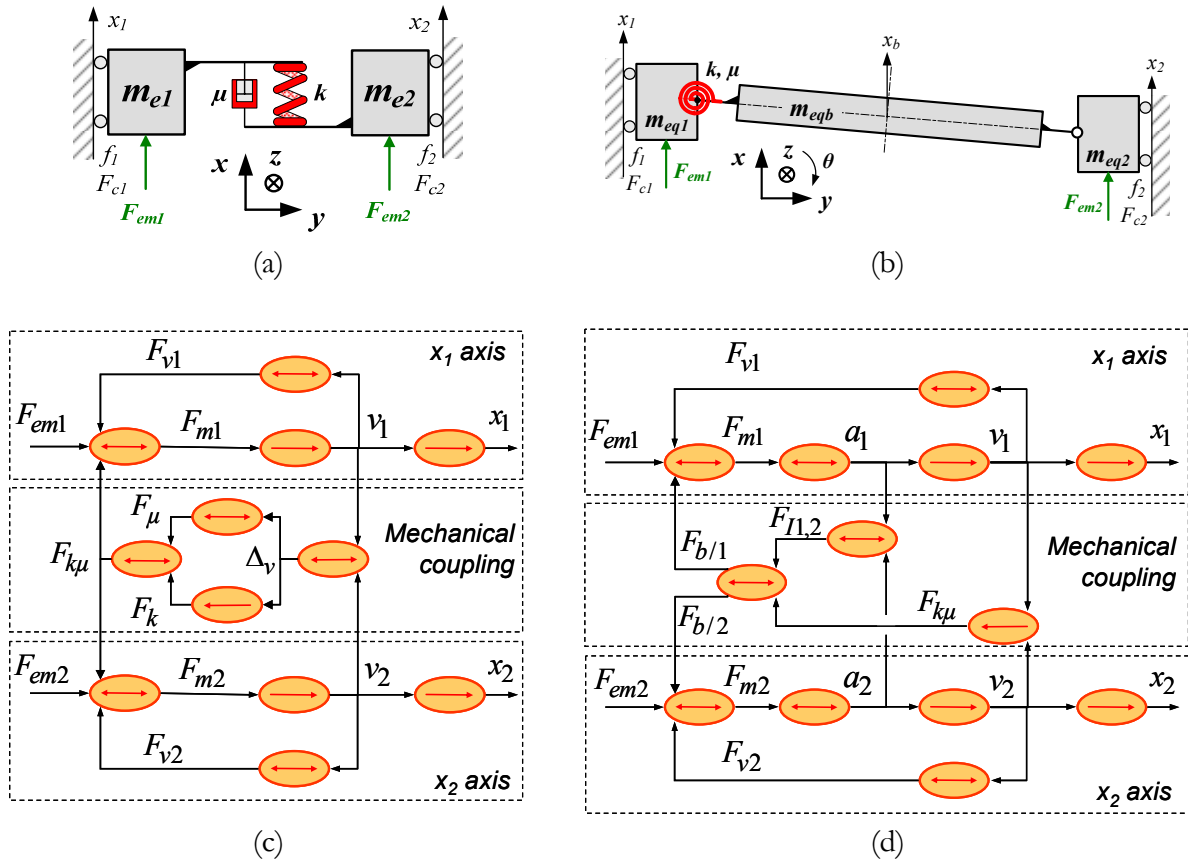 x1 x2
me1 μ k me2
f1 x z f2
Fc1 Fc2
Fem1 y Fem2
(a)
x1 xb x2
k, μ
meq1 meqb meq2
f1 x z θ f2
Fc1 Fem1 y Fem2 Fc2
(b)
x1 axis
Fv1
Fem1 Fm1 v1 x1
Fμ Mechanical
Fkμ Δv coupling
Fk
Fem2 Fm2 v2 x2
Fv2
x2 axis
(c)
x1 axis
Fv1
Fem1 Fm1 a1 v1 x1
FI1,2
Fb/1 Mechanical
coupling
Fb/2 Fkμ
Fem2 Fm2 a2 v2 x2
Fv2
x2 axis
(d)